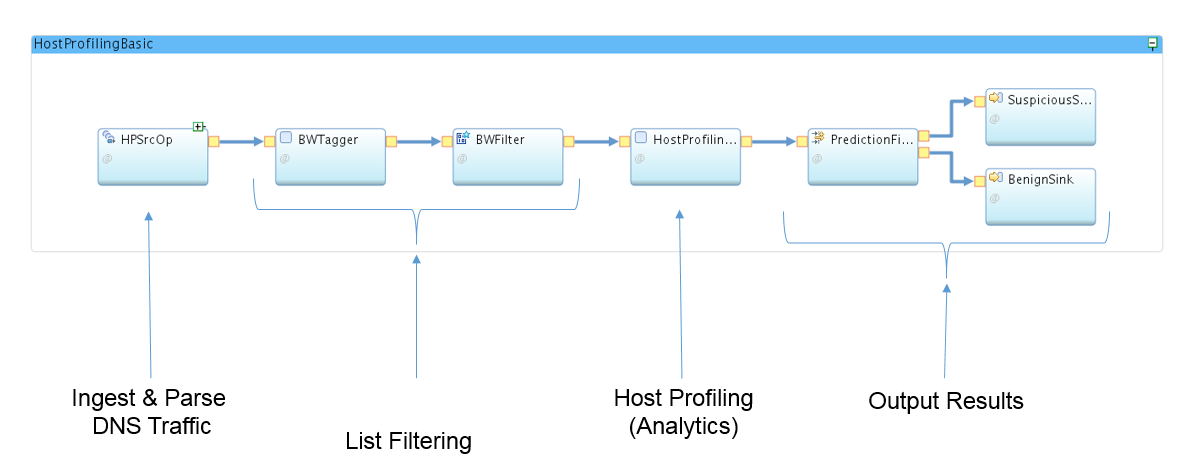 HostProfilingBasic
HPSrcOp
BWTagger
BWFilter
HostProfilin...
PredictionFi...
SuspiciousS...
BenignSink
Ingest & Parse
DNS Traffic
List Filtering
Host Profiling
(Analytics)
Output Results